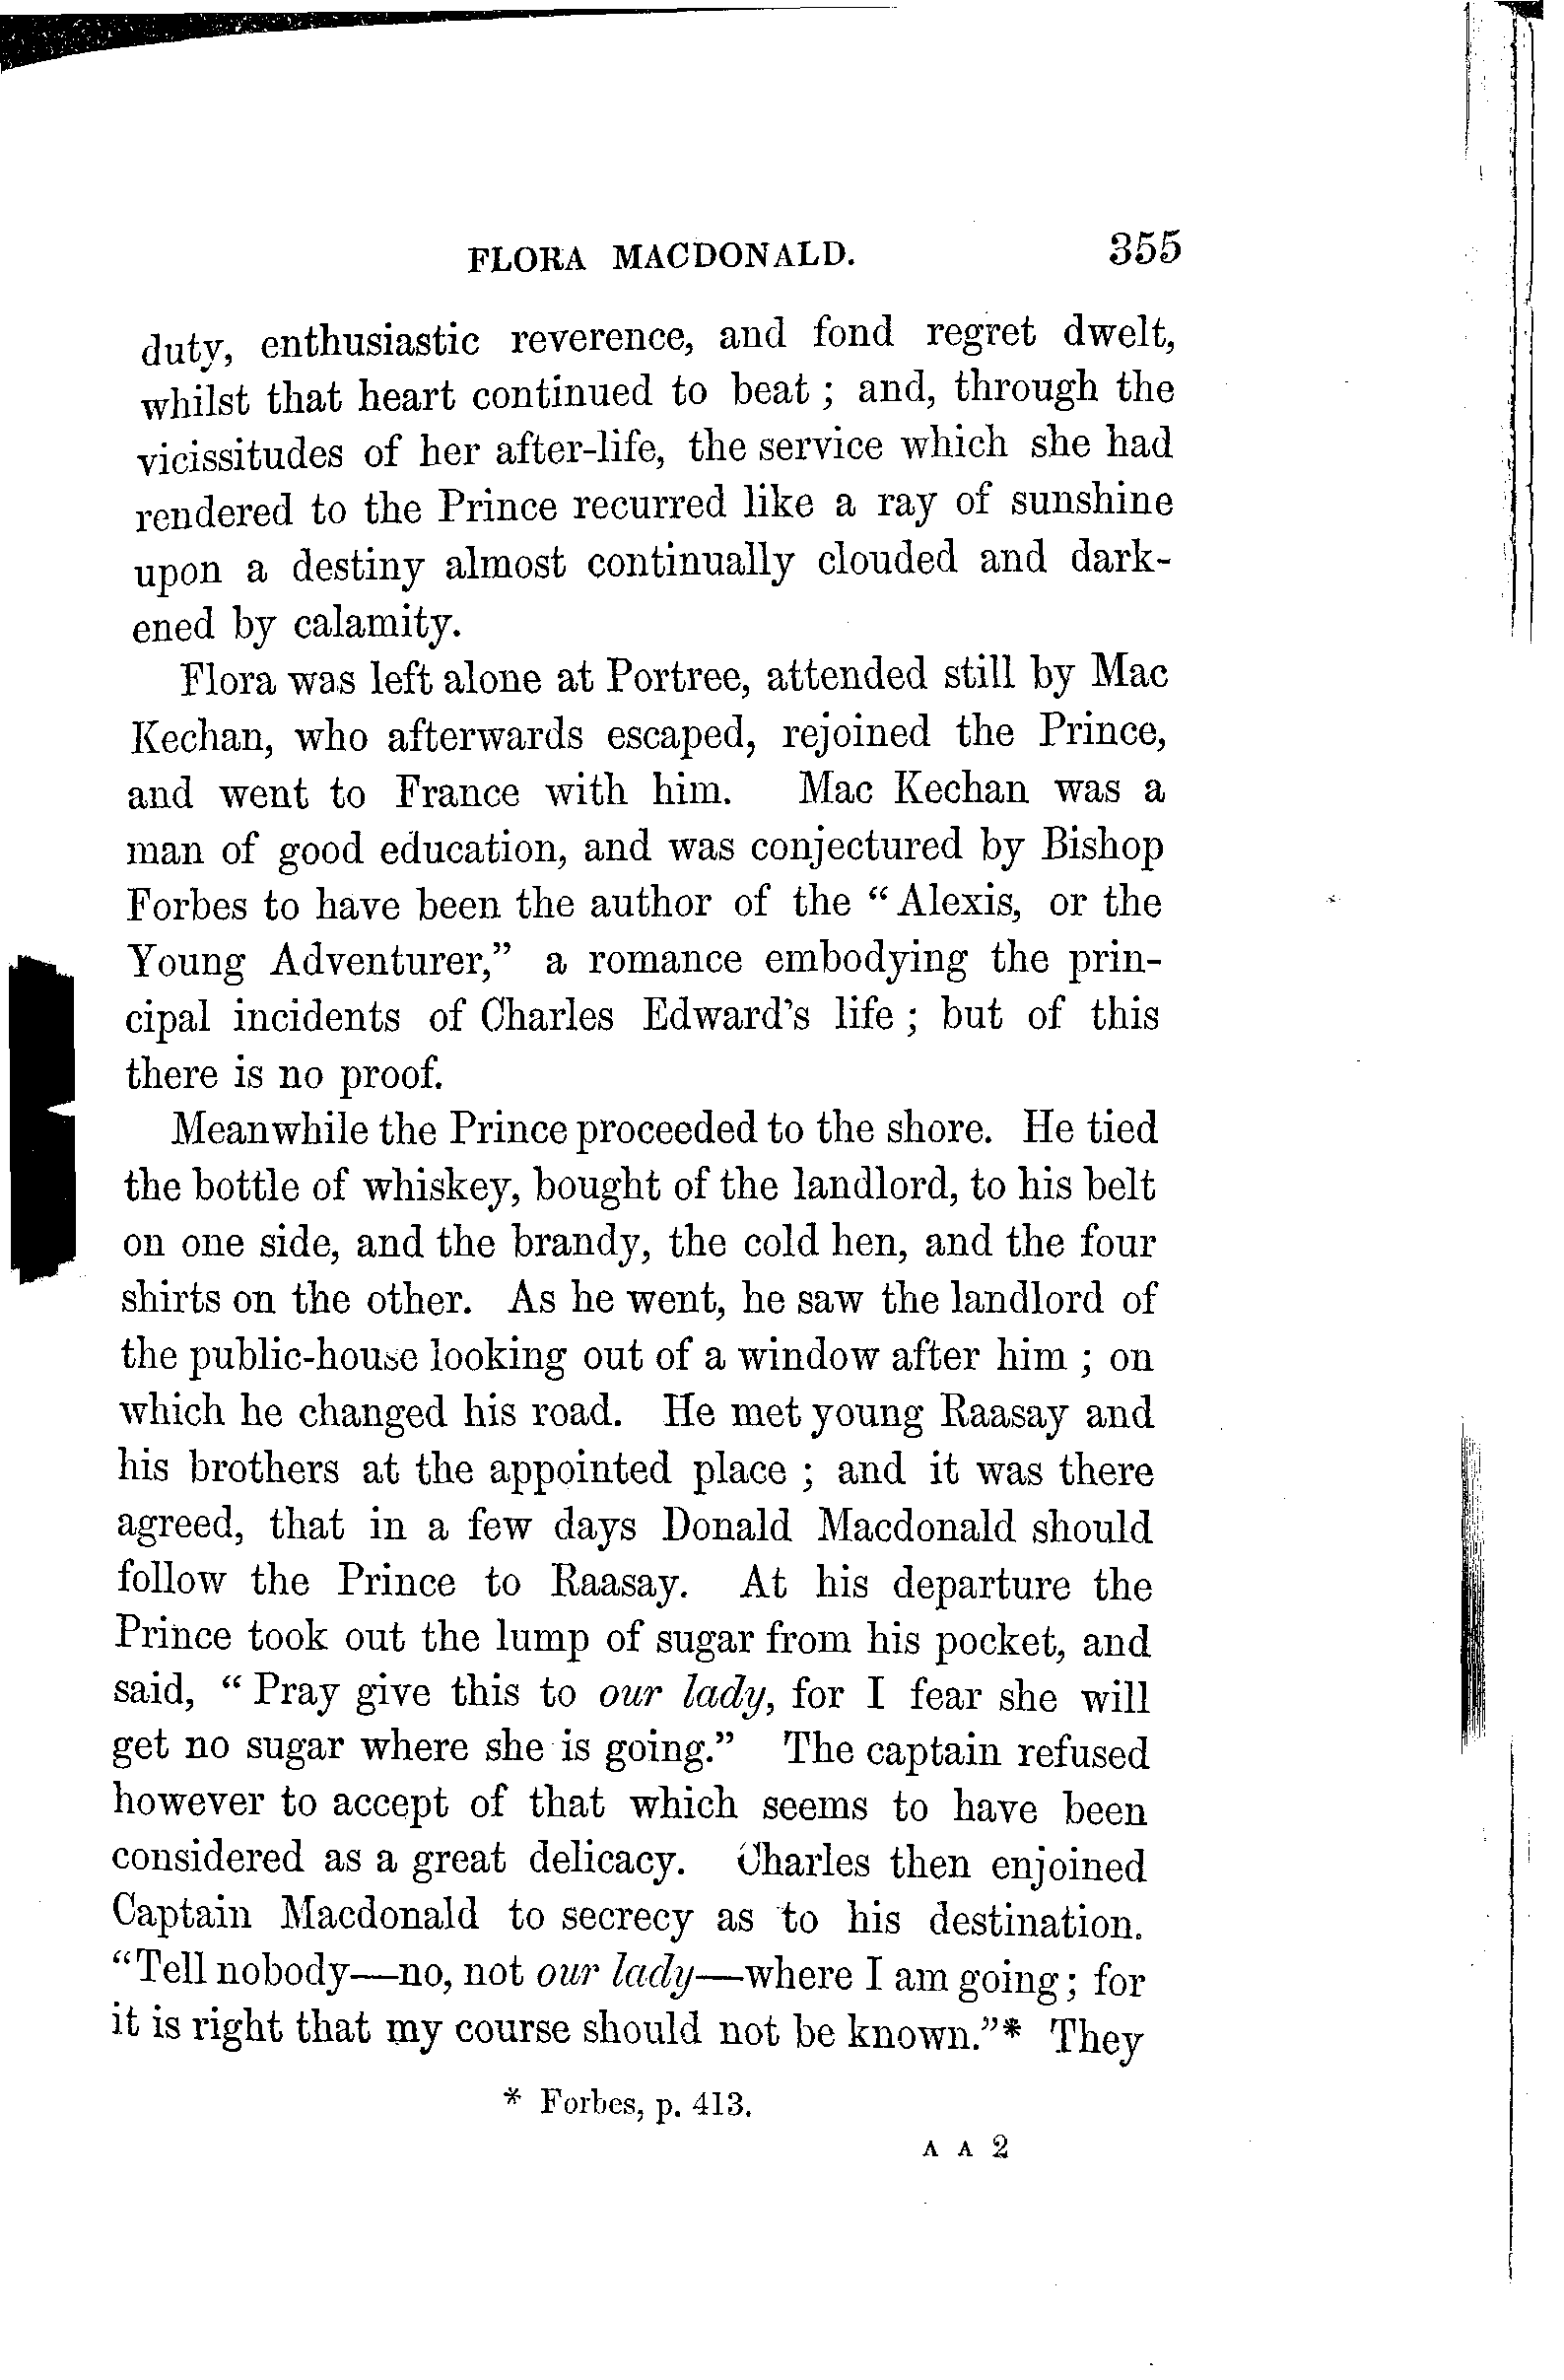 FLORA MACDONALD. 355
duty, enthusiastic reverence, and fond regret dwelt,
whilst that heart continued to beat ; and, through the
vicissitudes of her after-life, the service which she had
rendered to the Prince recurred like a ray of sunshine
upon a destiny almost continually clouded and dark-
ened by calamity.
Flora was left alone at Portree, attended still by Mac
Kechan, who afterwards escaped, rejoined the Prince,
and went to France with him. Mac Kechan was a
man of good education, and was conjectured by Bishop
Forbes to have been the author of the “ Alexis, or the
Young Adventurer,” a romance embodying the prin-
cipal incidents of Charles Edward's life ; but of this
there is no proof.
Meanwhile the Prince proceeded to the shore. He tied
the bottle of whiskey, bought of the landlord, to his belt
on one side, and the brandy, the cold hen, and the four
shirts on the other. As he went, he saw the landlord of
the public-house looking out of a window after him ; on
which he changed his road. He met young Raasay and
his brothers at the appointed place ; and it was there
agreed, that in a few days Donald Macdonald should
follow the Prince to Raasay. At his departure the
Prince took out the lump of sugar from his pocket, and
said, “ Pray give this to our lady, for I fear she will
get no sugar where she is going.” The captain refused
however to accept of that which seems to have been
considered as a great delicacy. Charles then enjoined
Captain Macdonald to secrecy as to his destination.
“Tell nobody—no, not our lady—where I am going ; for
it is right that my course should not be known.”* They
* Forbes, p. 413.
A A 2